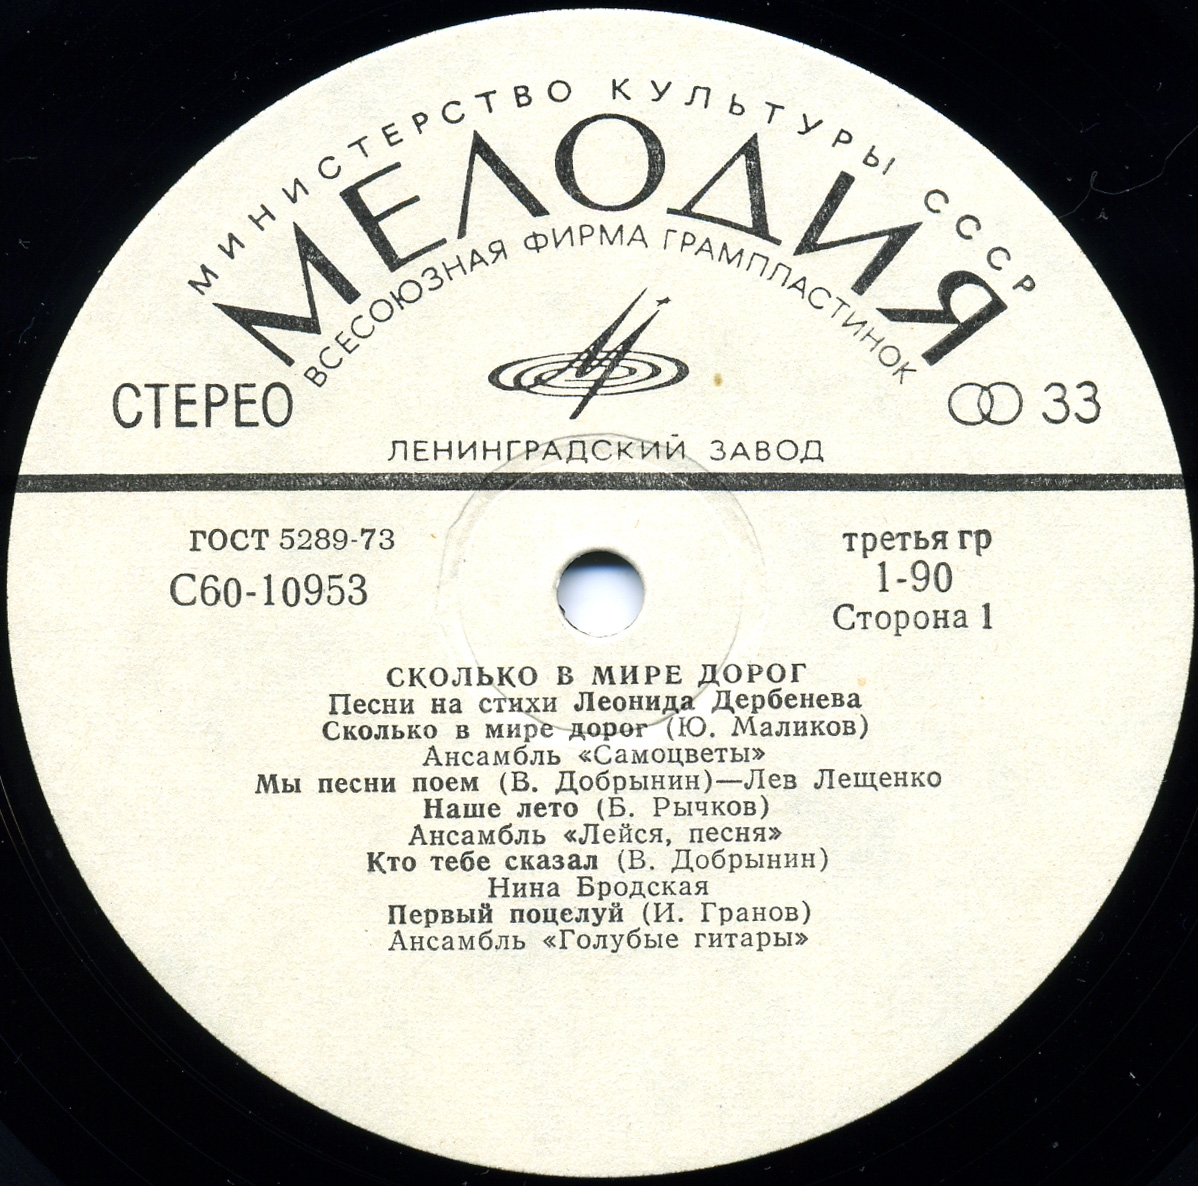 МИНИСТЕРСТВО КУЛЬТУРЫ СССР
МЕЛОДИЯ
ВСЕСОЮЗНАЯ ФИРМА ГРАМПЛАСТИНОК
СТЕРЕО
33
ЛЕНИНГРАДСКИЙ ЗАВОД
ГОСТ 5289-73
С60-10953
третья гр
1-90
Сторона 1
СКОЛЬКО В МИРЕ ДОРОГ
Песни на стихи Леонида Дербенева
Сколько в мире дорог (Ю. Маликов)
Ансамбль «Самоцветы»
Мы песни поем (В. Добрынин)—Лев Лещенко
Наше лето (Б. Рычков)
Ансамбль «Лейся, песня»
Кто тебе сказал (В. Добрынин)
Нина Бродская
Первый поцелуй (И. Гранов)
Ансамбль «Голубые гитары»